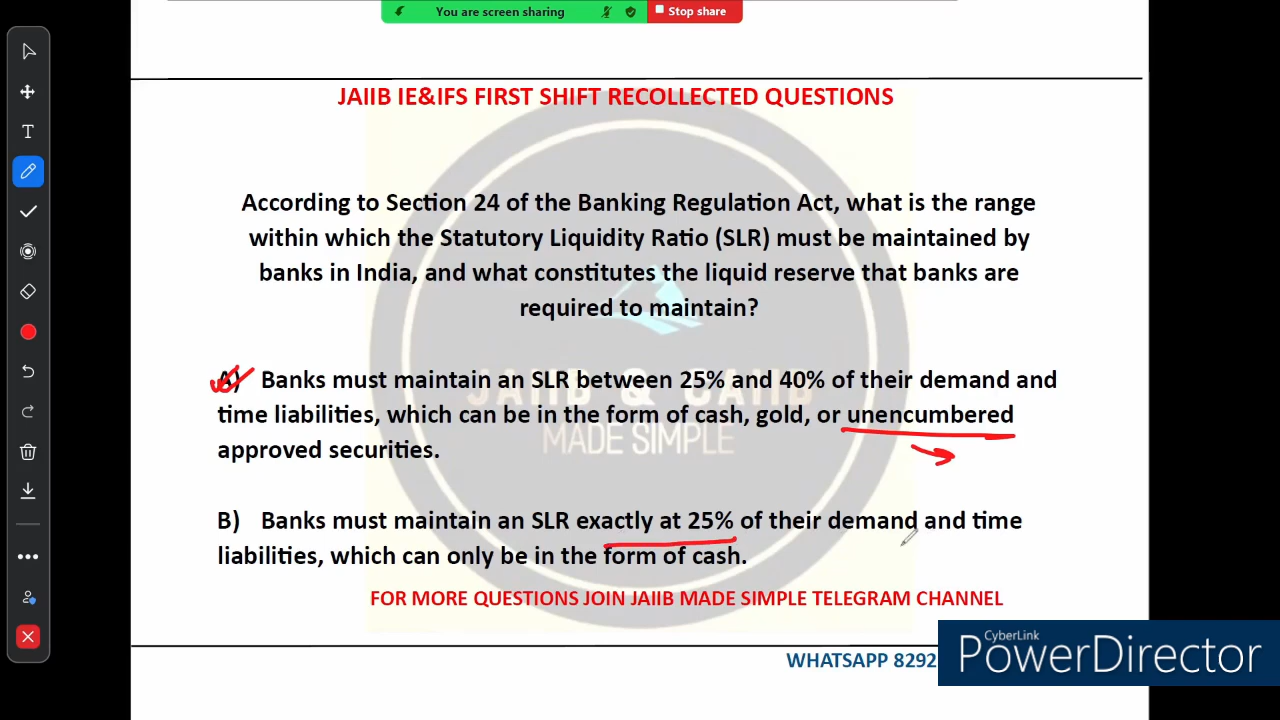 You are screen sharing
Stop share
JAIIB IE&IFS FIRST SHIFT RECOLLECTED QUESTIONS
According to Section 24 of the Banking Regulation Act, what is the range
within which the Statutory Liquidity Ratio (SLR) must be maintained by
banks in India, and what constitutes the liquid reserve that banks are
required to maintain?
A) Banks must maintain an SLR between 25% and 40% of their demand and
time liabilities, which can be in the form of cash, gold, or unencumbered
JAIIB & CAIIB
MADE SIMPLE
approved securities.
B) Banks must maintain an SLR exactly at 25% of their demand and time
liabilities, which can only be in the form of cash.
FOR MORE QUESTIONS JOIN JAIIB MADE SIMPLE TELEGRAM CHANNEL
WHATSAPP 8292
CyberLink
PowerDirector
T